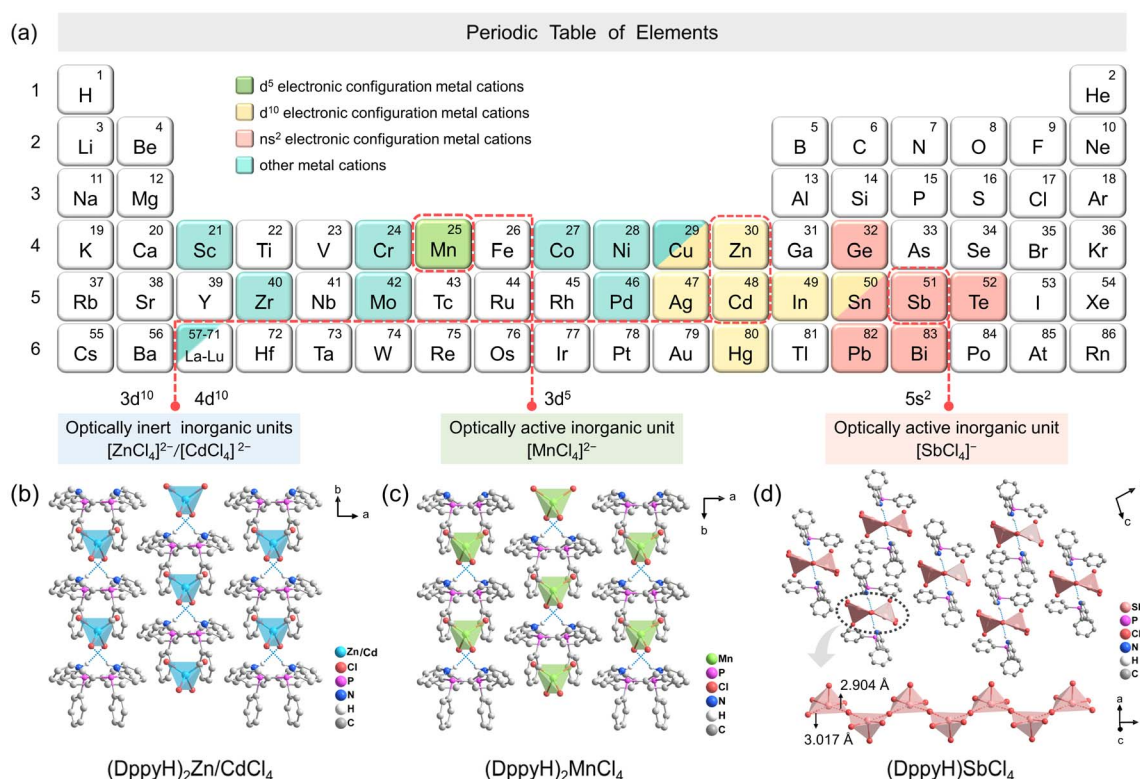 (a)
Periodic Table of Elements
d⁵ electronic configuration metal cations
d¹⁰ electronic configuration metal cations
ns² electronic configuration metal cations
other metal cations
1
1 H
2 He
2
3 Li
4 Be
5 B
6 C
7 N
8 O
9 F
10 Ne
3
11 Na
12 Mg
13 Al
14 Si
15 P
16 S
17 Cl
18 Ar
4
19 K
20 Ca
21 Sc
22 Ti
23 V
24 Cr
25 Mn
26 Fe
27 Co
28 Ni
29 Cu
30 Zn
31 Ga
32 Ge
33 As
34 Se
35 Br
36 Kr
5
37 Rb
38 Sr
39 Y
40 Zr
41 Nb
42 Mo
43 Tc
44 Ru
45 Rh
46 Pd
47 Ag
48 Cd
49 In
50 Sn
51 Sb
52 Te
53 I
54 Xe
6
55 Cs
56 Ba
57-71 La-Lu
72 Hf
73 Ta
74 W
75 Re
76 Os
77 Ir
78 Pt
79 Au
80 Hg
81 Tl
82 Pb
83 Bi
84 Po
85 At
86 Rn
3d¹⁰ 4d¹⁰
3d⁵
5s²
Optically inert inorganic units
[ZnCl₄]²⁻/[CdCl₄]²⁻
Optically active inorganic unit
[MnCl₄]²⁻
Optically active inorganic unit
[SbCl₄]⁻
(b)
b
a
Zn/Cd
Cl
P
N
H
C
(DppyH)₂Zn/CdCl₄
(c)
a
b
Mn
P
Cl
N
H
C
(DppyH)₂MnCl₄
(d)
c
P
N
H
C
2.904 Å
3.017 Å
a
c
(DppyH)SbCl₄